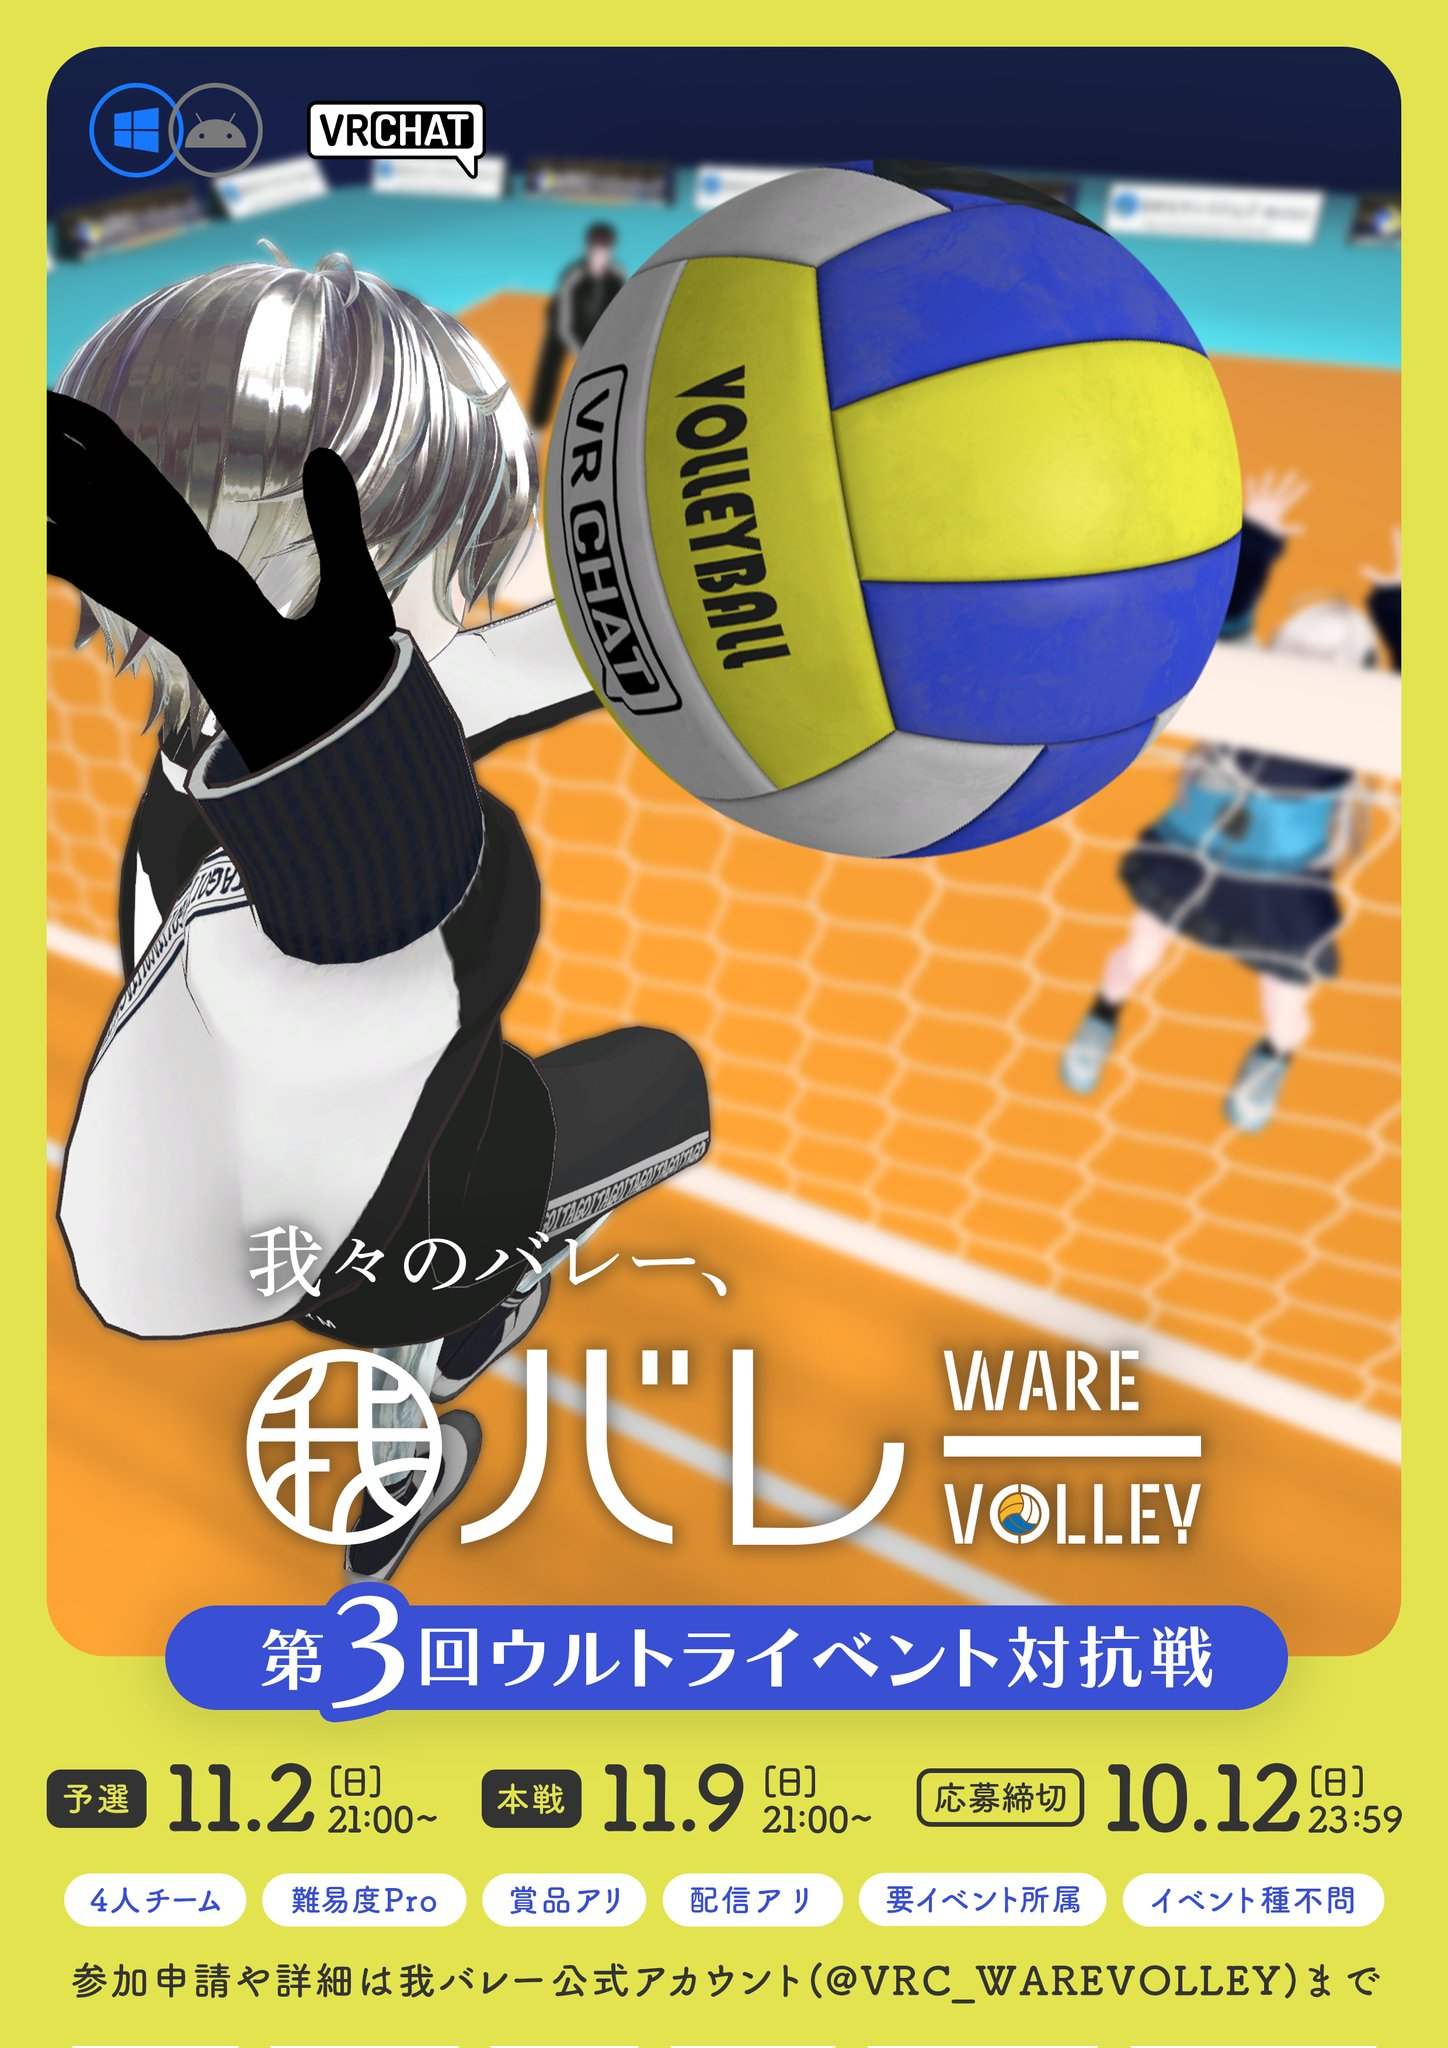 VRCHAT
VOLLEYBALL
VRCHAT
我々のバレー、
我バレ
WARE
VOLLEY
第3回ウルトライベント対抗戦
予選 11.2 [日] 21:00~
本戦 11.9 [日] 21:00~
応募締切 10.12 [日] 23:59
4人チーム 難易度Pro 賞品アリ 配信アリ 要イベント所属 イベント種不問
参加申請や詳細は我バレー公式アカウント(@VRC_WAREVOLLEY)まで